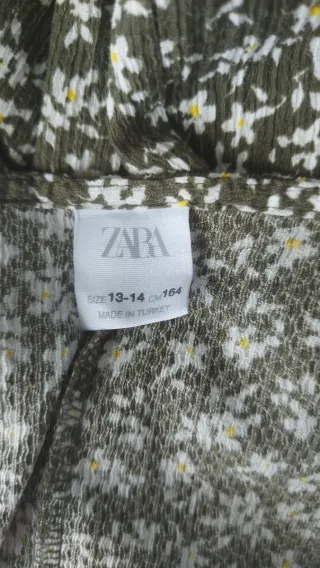 ZARA
SIZE 13-14 CM 164
MADE IN TURKEY